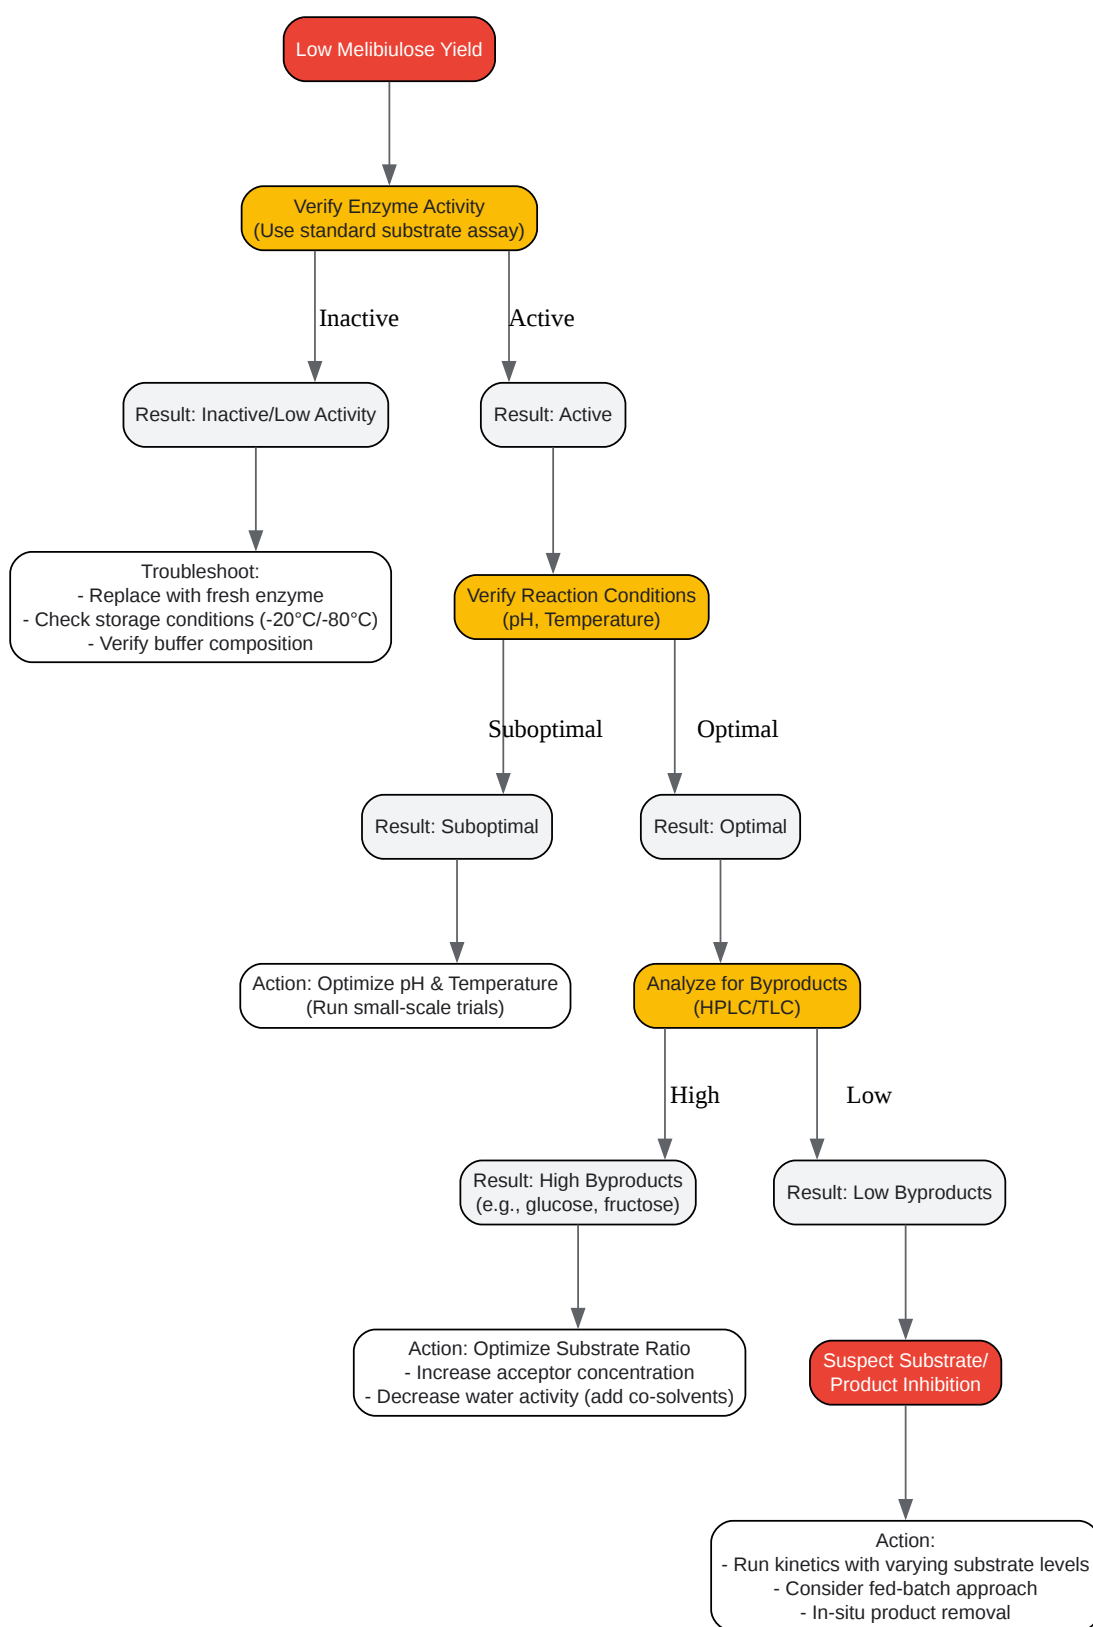 Low Melibiulose Yield
Verify Enzyme Activity
(Use standard substrate assay)
Inactive
Active
Result: Inactive/Low Activity
Result: Active
Troubleshoot:
- Replace with fresh enzyme
- Check storage conditions (-20°C/-80°C)
- Verify buffer composition
Verify Reaction Conditions
(pH, Temperature)
Suboptimal
Optimal
Result: Suboptimal
Result: Optimal
Action: Optimize pH & Temperature
(Run small-scale trials)
Analyze for Byproducts
(HPLC/TLC)
High
Low
Result: High Byproducts
(e.g., glucose, fructose)
Result: Low Byproducts
Action: Optimize Substrate Ratio
- Increase acceptor concentration
- Decrease water activity (add co-solvents)
Suspect Substrate/
Product Inhibition
Action:
- Run kinetics with varying substrate levels
- Consider fed-batch approach
- In-situ product removal